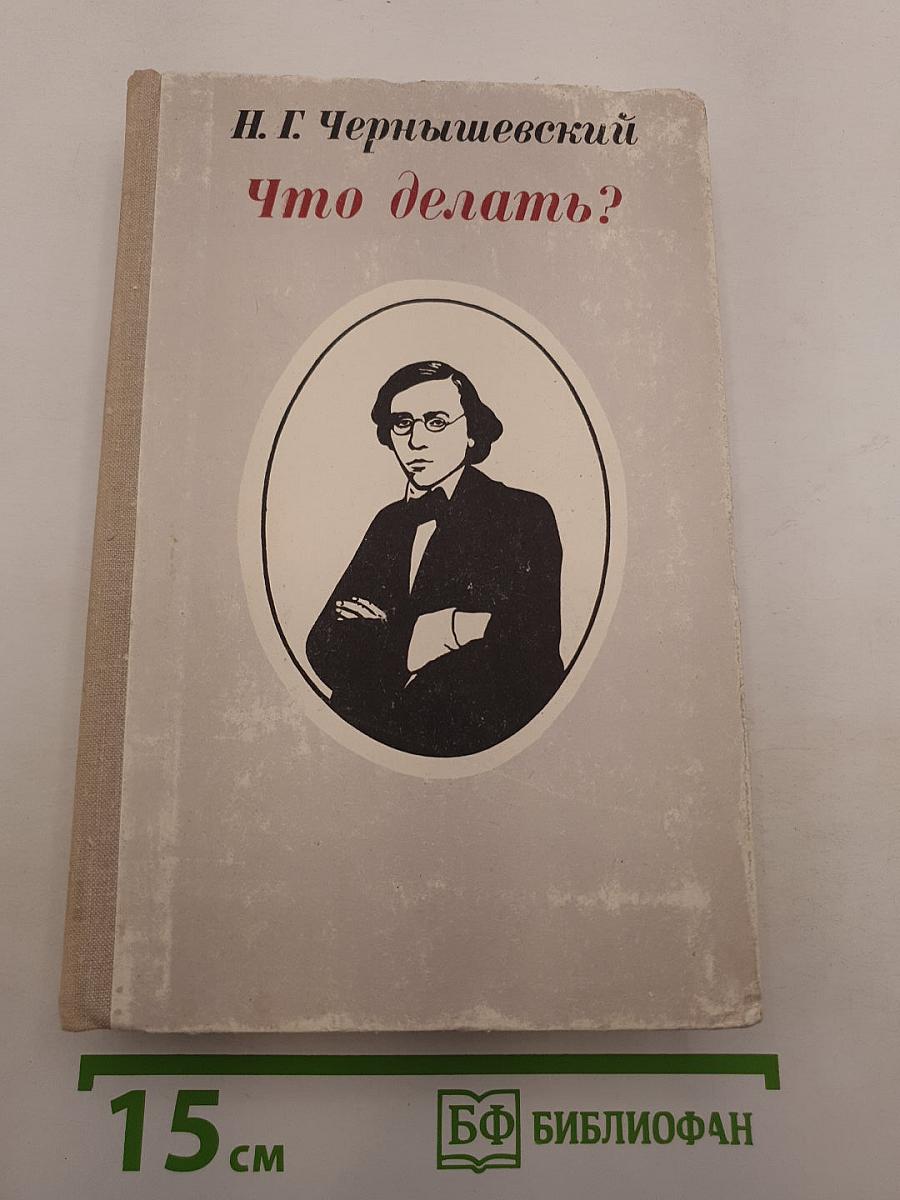 Н. Г. Чернышевский
Что делать?
15 см
БФ БИБЛИОФАН